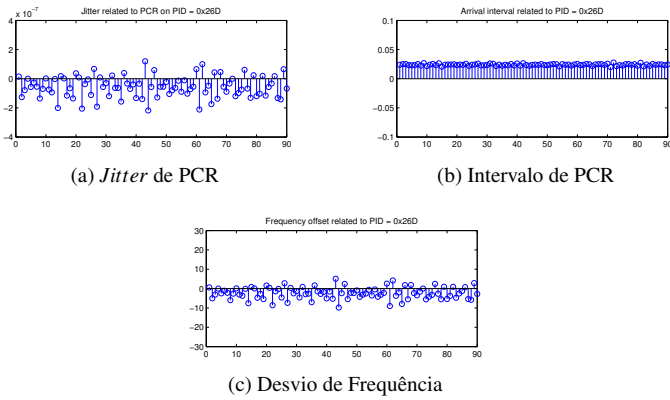 Jitter related to PCR on PID = 0x26D
x 10⁻⁷
4
2
0
−2
−4
0 10 20 30 40 50 60 70 80 90
(a) Jitter de PCR
Arrival interval related to PID = 0x26D
0.1
0.05
0
−0.05
−0.1
0 10 20 30 40 50 60 70 80 90
(b) Intervalo de PCR
Frequency offset related to PID = 0x26D
30
20
10
0
−10
−20
−30
0 10 20 30 40 50 60 70 80 90
(c) Desvio de Frequência